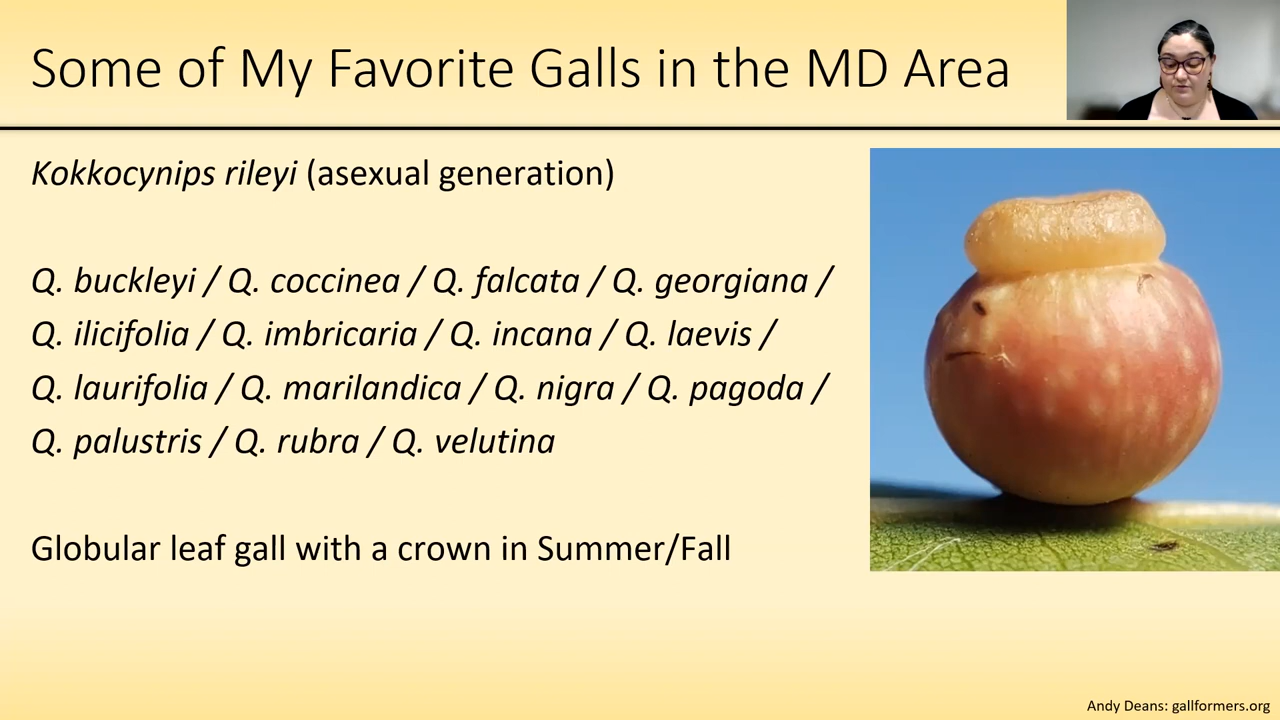 Some of My Favorite Galls in the MD Area
Kokkocynips rileyi (asexual generation)
Q. buckleyi / Q. coccinea / Q. falcata / Q. georgiana /
Q. ilicifolia / Q. imbricaria / Q. incana / Q. laevis /
Q. laurifolia / Q. marilandica / Q. nigra / Q. pagoda /
Q. palustris / Q. rubra / Q. velutina
Globular leaf gall with a crown in Summer/Fall
Andy Deans: gallformers.org